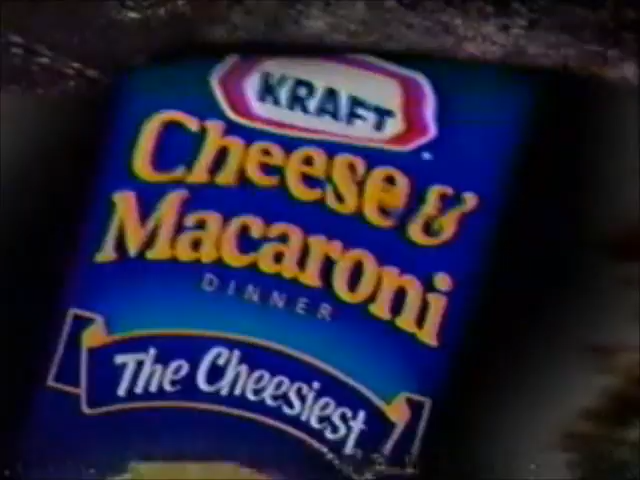 KRAFT
Cheese &
Macaroni
DINNER
The Cheesiest